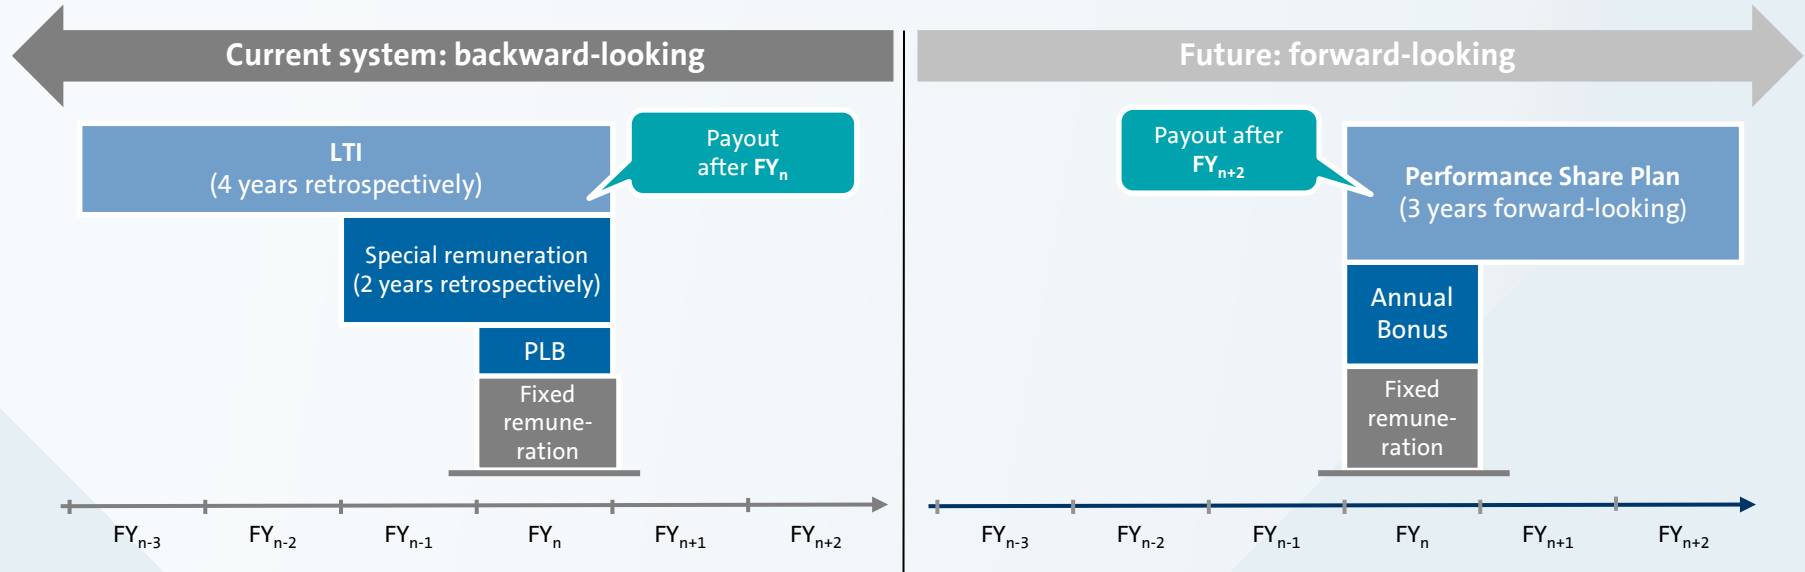 Current system: backward-looking
LTI
(4 years retrospectively)
Payout
after FYn
Special remuneration
(2 years retrospectively)
PLB
Fixed
remune-
ration
FYn-3 FYn-2 FYn-1 FYn FYn+1 FYn+2
Future: forward-looking
Payout after
FYn+2
Performance Share Plan
(3 years forward-looking)
Annual
Bonus
Fixed
remune-
ration
FYn-3 FYn-2 FYn-1 FYn FYn+1 FYn+2